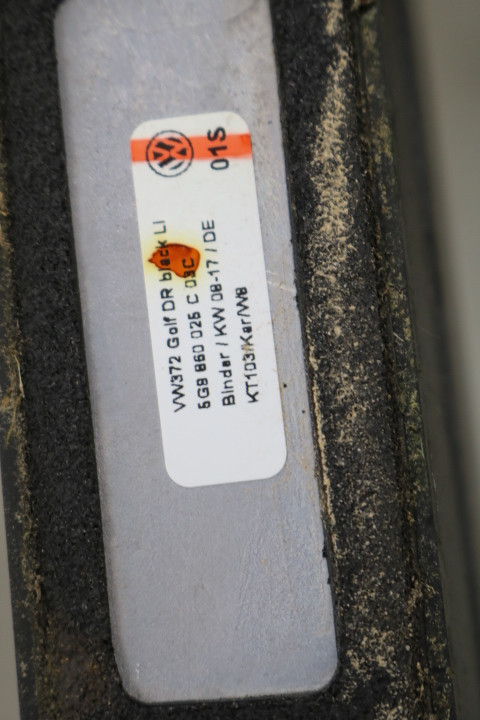 01S
VW372 Golf DR black LI
5G9 860 025 C 03C
Binder / KW 08-17 / DE
KT103/Ker/W8